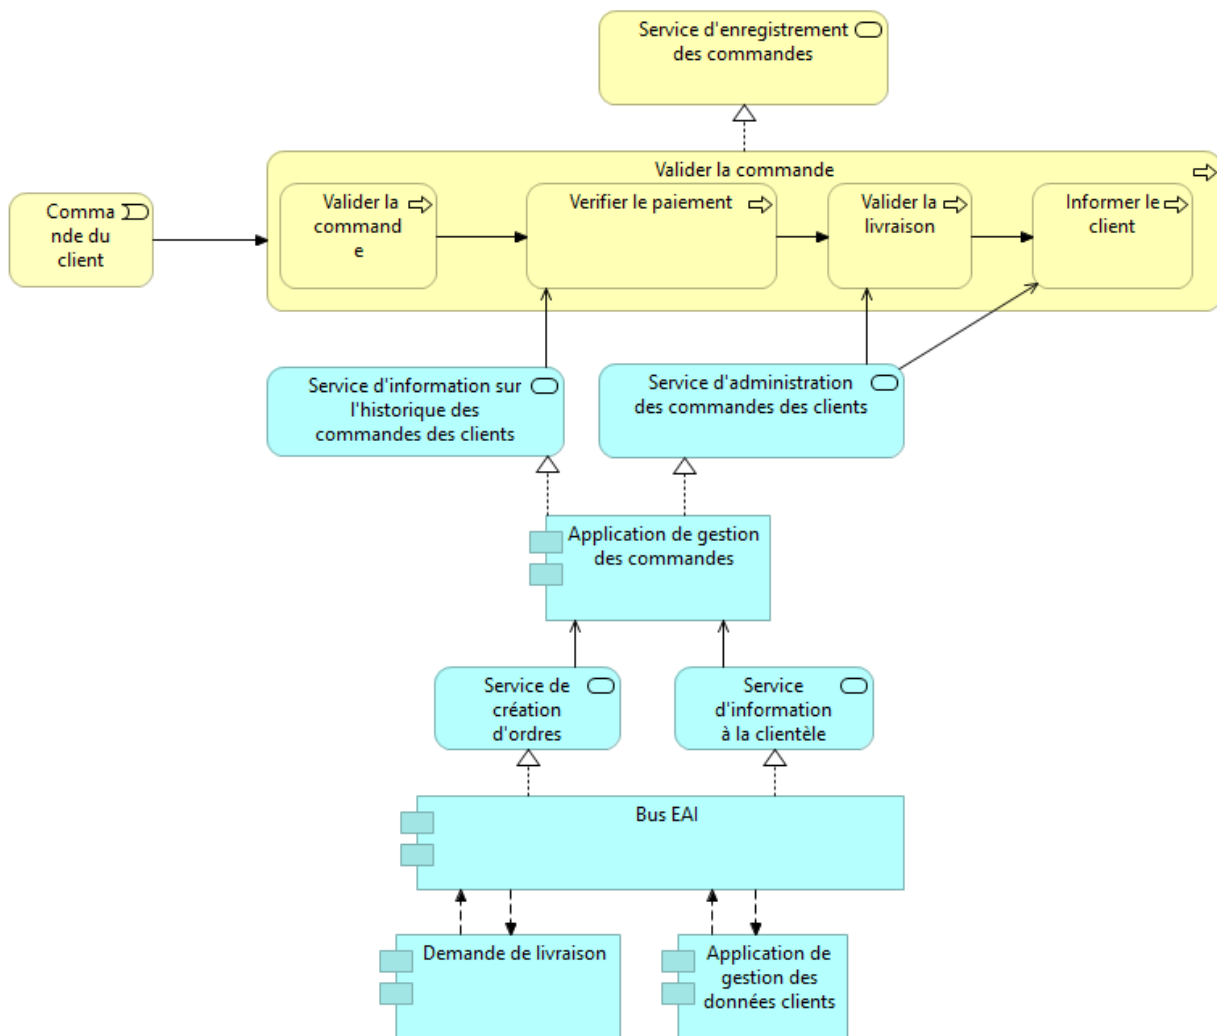 Service d'enregistrement
des commandes
Valider la commande
Comma
nde du
client
Valider la
command
e
Verifier le paiement
Valider la
livraison
Informer le
client
Service d'information sur
l'historique des
commandes des clients
Service d'administration
des commandes des clients
Application de gestion
des commandes
Service de
création
d'ordres
Service
d'information
à la clientèle
Bus EAI
Demande de livraison
Application de
gestion des
données clients